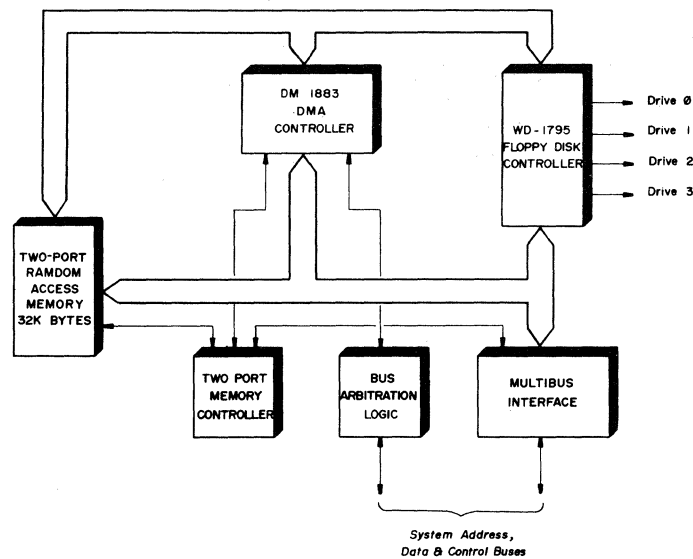 DM 1883
DMA
CONTROLLER
WD-1795
FLOPPY DISK
CONTROLLER
Drive 0
Drive 1
Drive 2
Drive 3
TWO-PORT
RAMDOM
ACCESS
MEMORY
32K BYTES
TWO PORT
MEMORY
CONTROLLER
BUS
ARBITRATION
LOGIC
MULTIBUS
INTERFACE
System Address,
Data & Control Buses